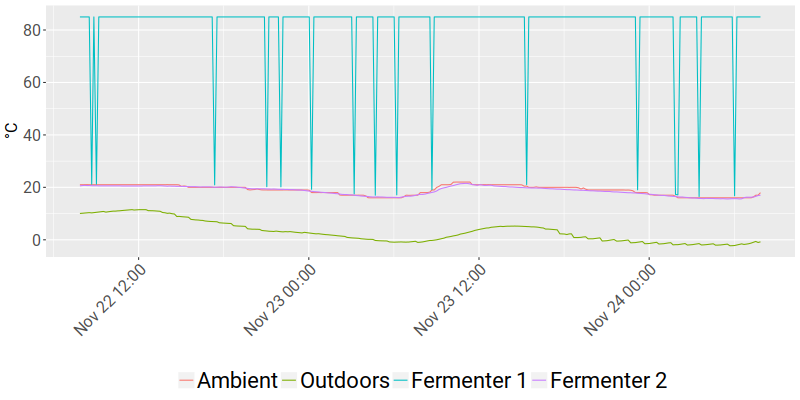 80
60
°C
40
20
0
Nov 22 12:00
Nov 23 00:00
Nov 23 12:00
Nov 24 00:00
Ambient Outdoors Fermenter 1 Fermenter 2